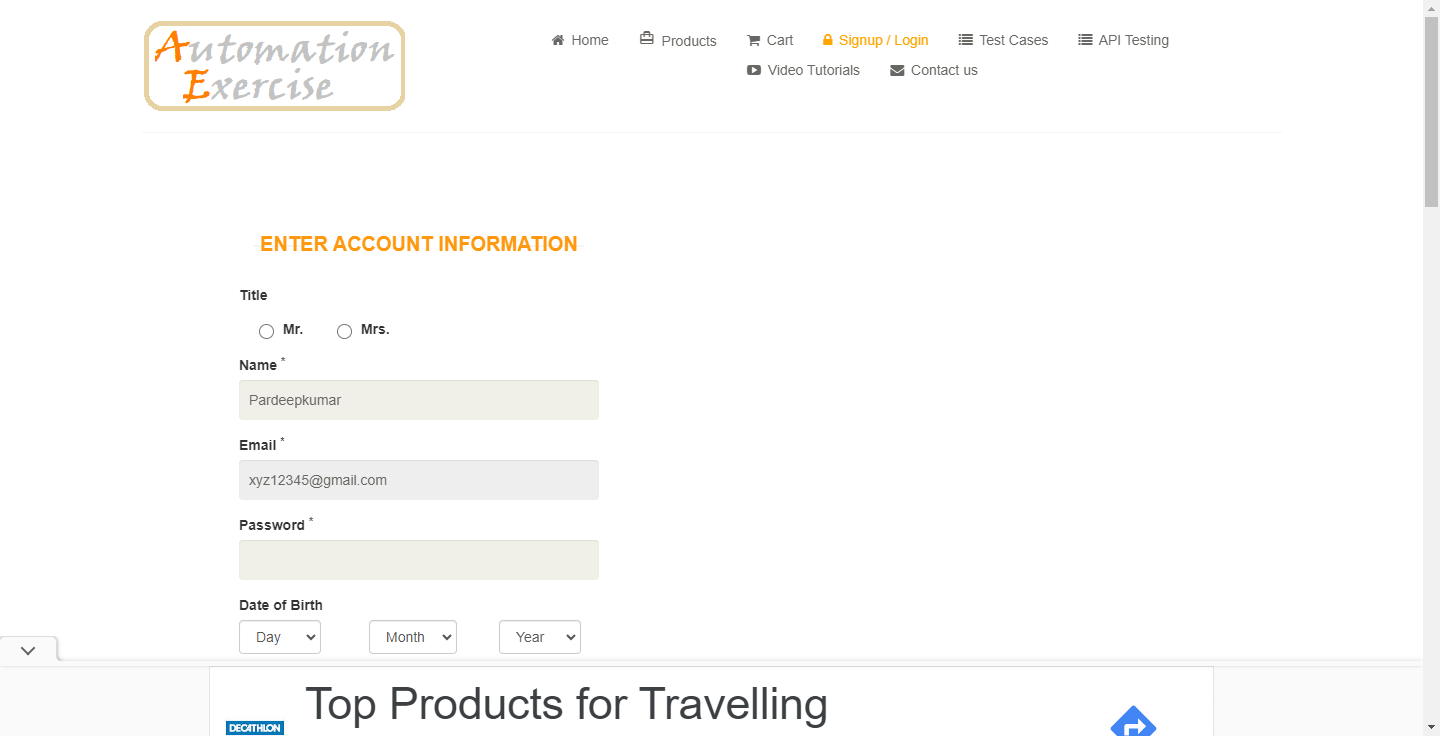 Automation
Exercise
Home Products Cart Signup / Login Test Cases API Testing
Video Tutorials Contact us
ENTER ACCOUNT INFORMATION
Title
Mr. Mrs.
Name *
Pardeepkumar
Email *
xyz12345@gmail.com
Password *
Date of Birth
Day Month Year
Top Products for Travelling
DECATHLON